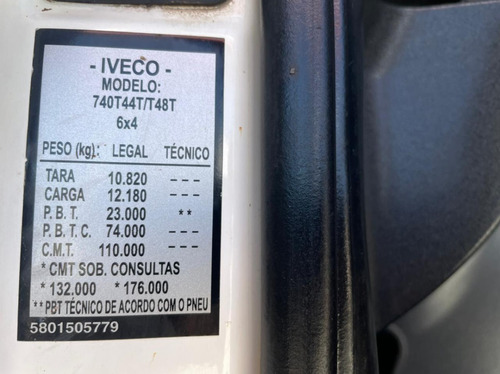 - IVECO -
MODELO:
740T44T/T48T
6x4
PESO (kg): LEGAL TÉCNICO
TARA 10.820 ---
CARGA 12.180 ---
P. B. T. 23.000 **
P. B. T. C. 74.000 ---
C.M.T. 110.000 ---
* CMT SOB. CONSULTAS
* 132.000 * 176.000
** PBT TÉCNICO DE ACORDO COM O PNEU
5801505779